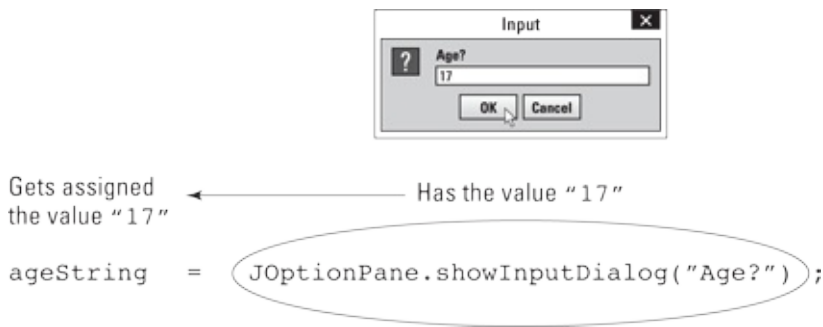 Input
X
?
Age?
17
OK Cancel
Gets assigned
the value "17"
Has the value "17"
ageString = JOptionPane.showInputDialog("Age?");